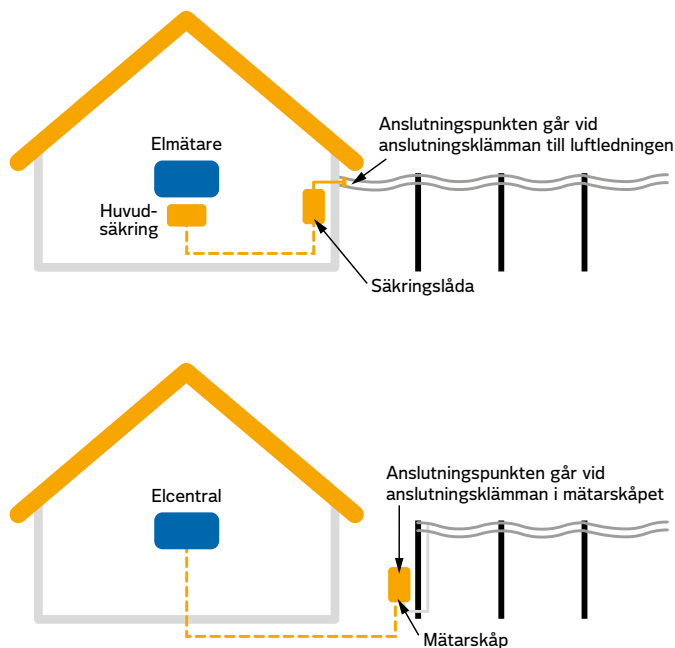 Elmätare
Anslutningspunkten går vid
anslutningsklämman till luftledningen
Huvud-
säkring
Säkringslåda
Anslutningspunkten går vid
anslutningsklämman i mätarskåpet
Elcentral
Mätarskåp